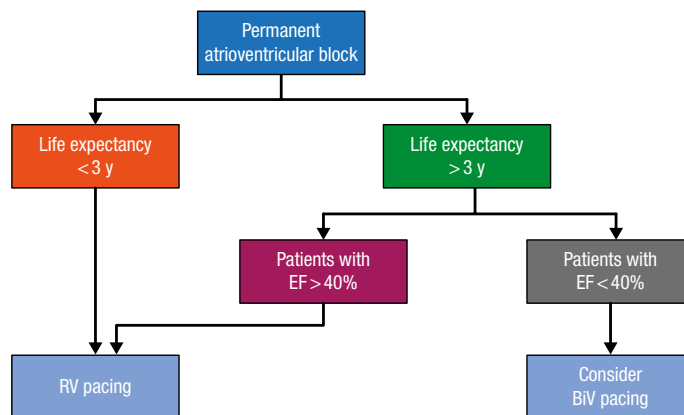 Permanent
atrioventricular block
Life expectancy
< 3 y
Life expectancy
> 3 y
Patients with
EF > 40%
Patients with
EF < 40%
RV pacing
Consider
BiV pacing